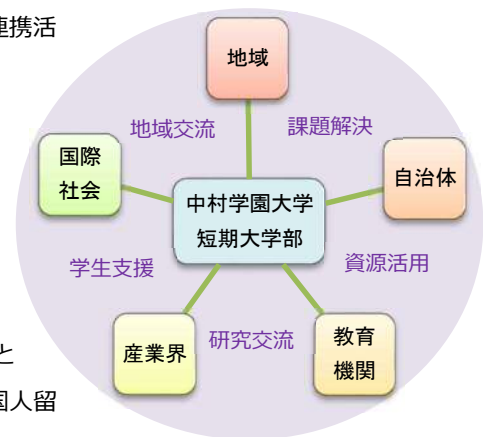 連携活
地域
地域交流
課題解決
国際
社会
自治体
中村学園大学
短期大学部
学生支援
資源活用
産業界
研究交流
教育
機関
と
国人留